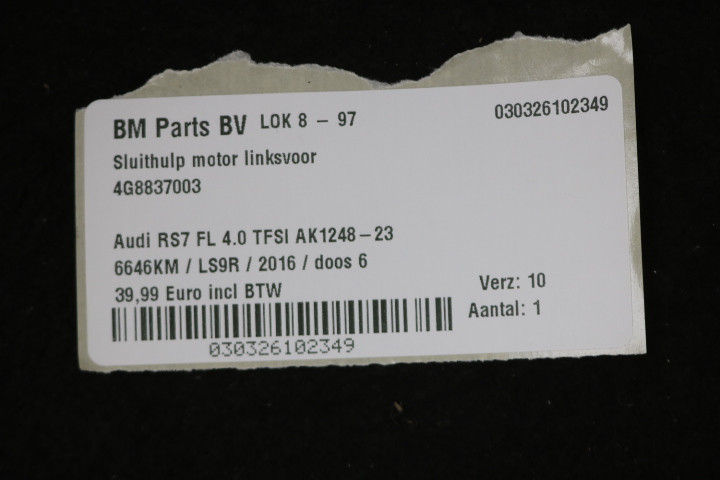 BM Parts BV LOK 8 - 97
030326102349
Sluithulp motor linksvoor
4G8837003
Audi RS7 FL 4.0 TFSI AK1248-23
6646KM / LS9R / 2016 / doos 6
39,99 Euro incl BTW
Verz: 10
Aantal: 1
030326102349